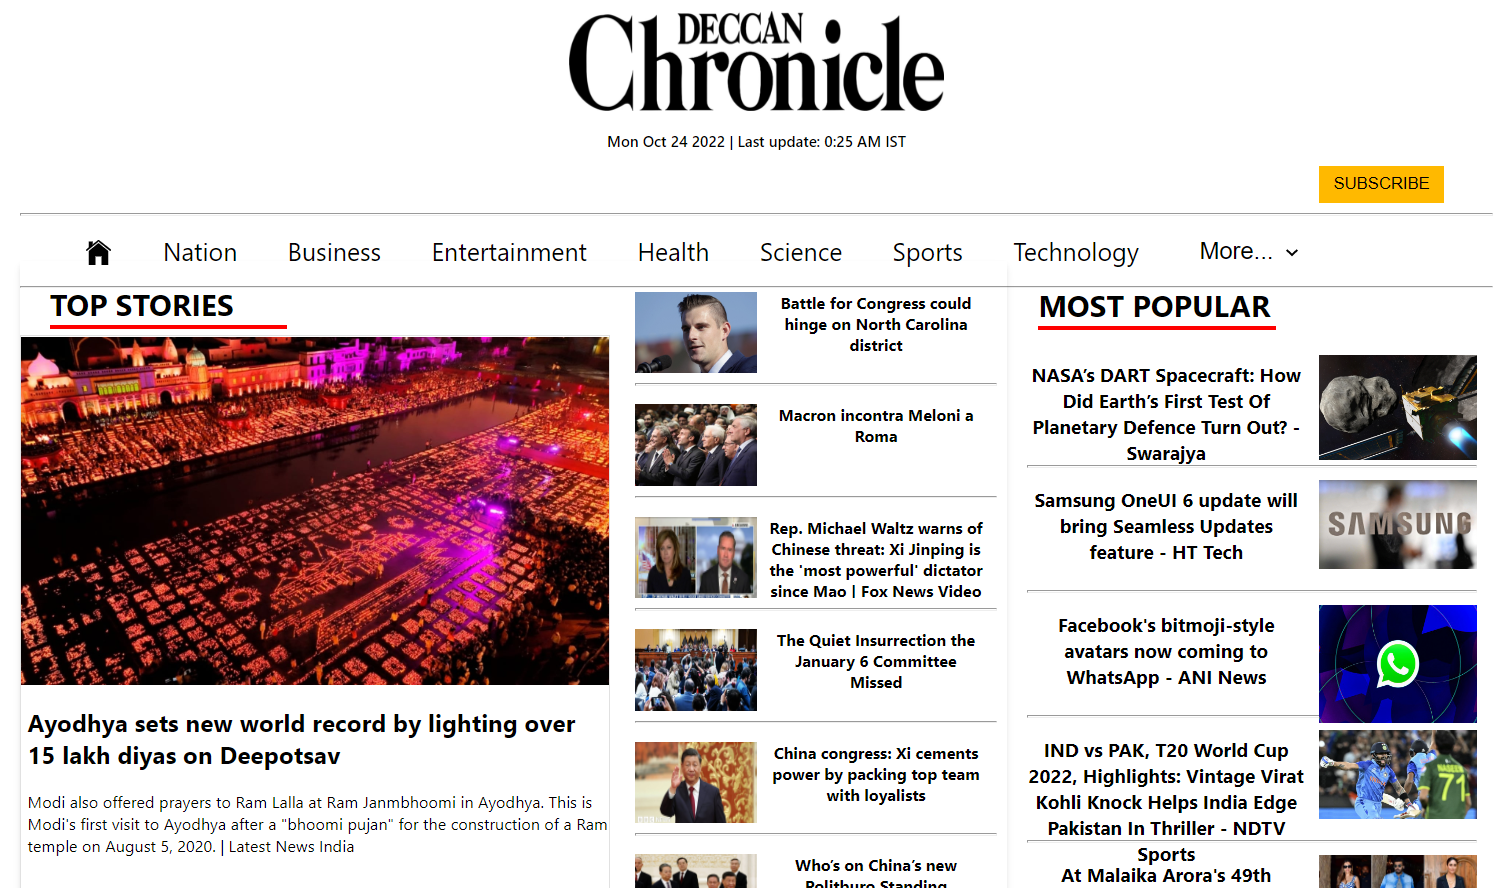 DECCAN
Chronicle
Mon Oct 24 2022 | Last update: 0:25 AM IST
SUBSCRIBE
Nation Business Entertainment Health Science Sports Technology More...
TOP STORIES
Ayodhya sets new world record by lighting over
15 lakh diyas on Deepotsav
Modi also offered prayers to Ram Lalla at Ram Janmbhoomi in Ayodhya. This is
Modi's first visit to Ayodhya after a "bhoomi pujan" for the construction of a Ram
temple on August 5, 2020. | Latest News India
Battle for Congress could
hinge on North Carolina
district
Macron incontra Meloni a
Roma
Rep. Michael Waltz warns of
Chinese threat: Xi Jinping is
the 'most powerful' dictator
since Mao | Fox News Video
The Quiet Insurrection the
January 6 Committee
Missed
China congress: Xi cements
power by packing top team
with loyalists
Who’s on China’s new
Politburo Standing
MOST POPULAR
NASA’s DART Spacecraft: How
Did Earth’s First Test Of
Planetary Defence Turn Out? -
Swarajya
SAMSUNG
Samsung OneUI 6 update will
bring Seamless Updates
feature - HT Tech
Facebook's bitmoji-style
avatars now coming to
WhatsApp - ANI News
IND vs PAK, T20 World Cup
2022, Highlights: Vintage Virat
Kohli Knock Helps India Edge
Pakistan In Thriller - NDTV
Sports
71
At Malaika Arora's 49th